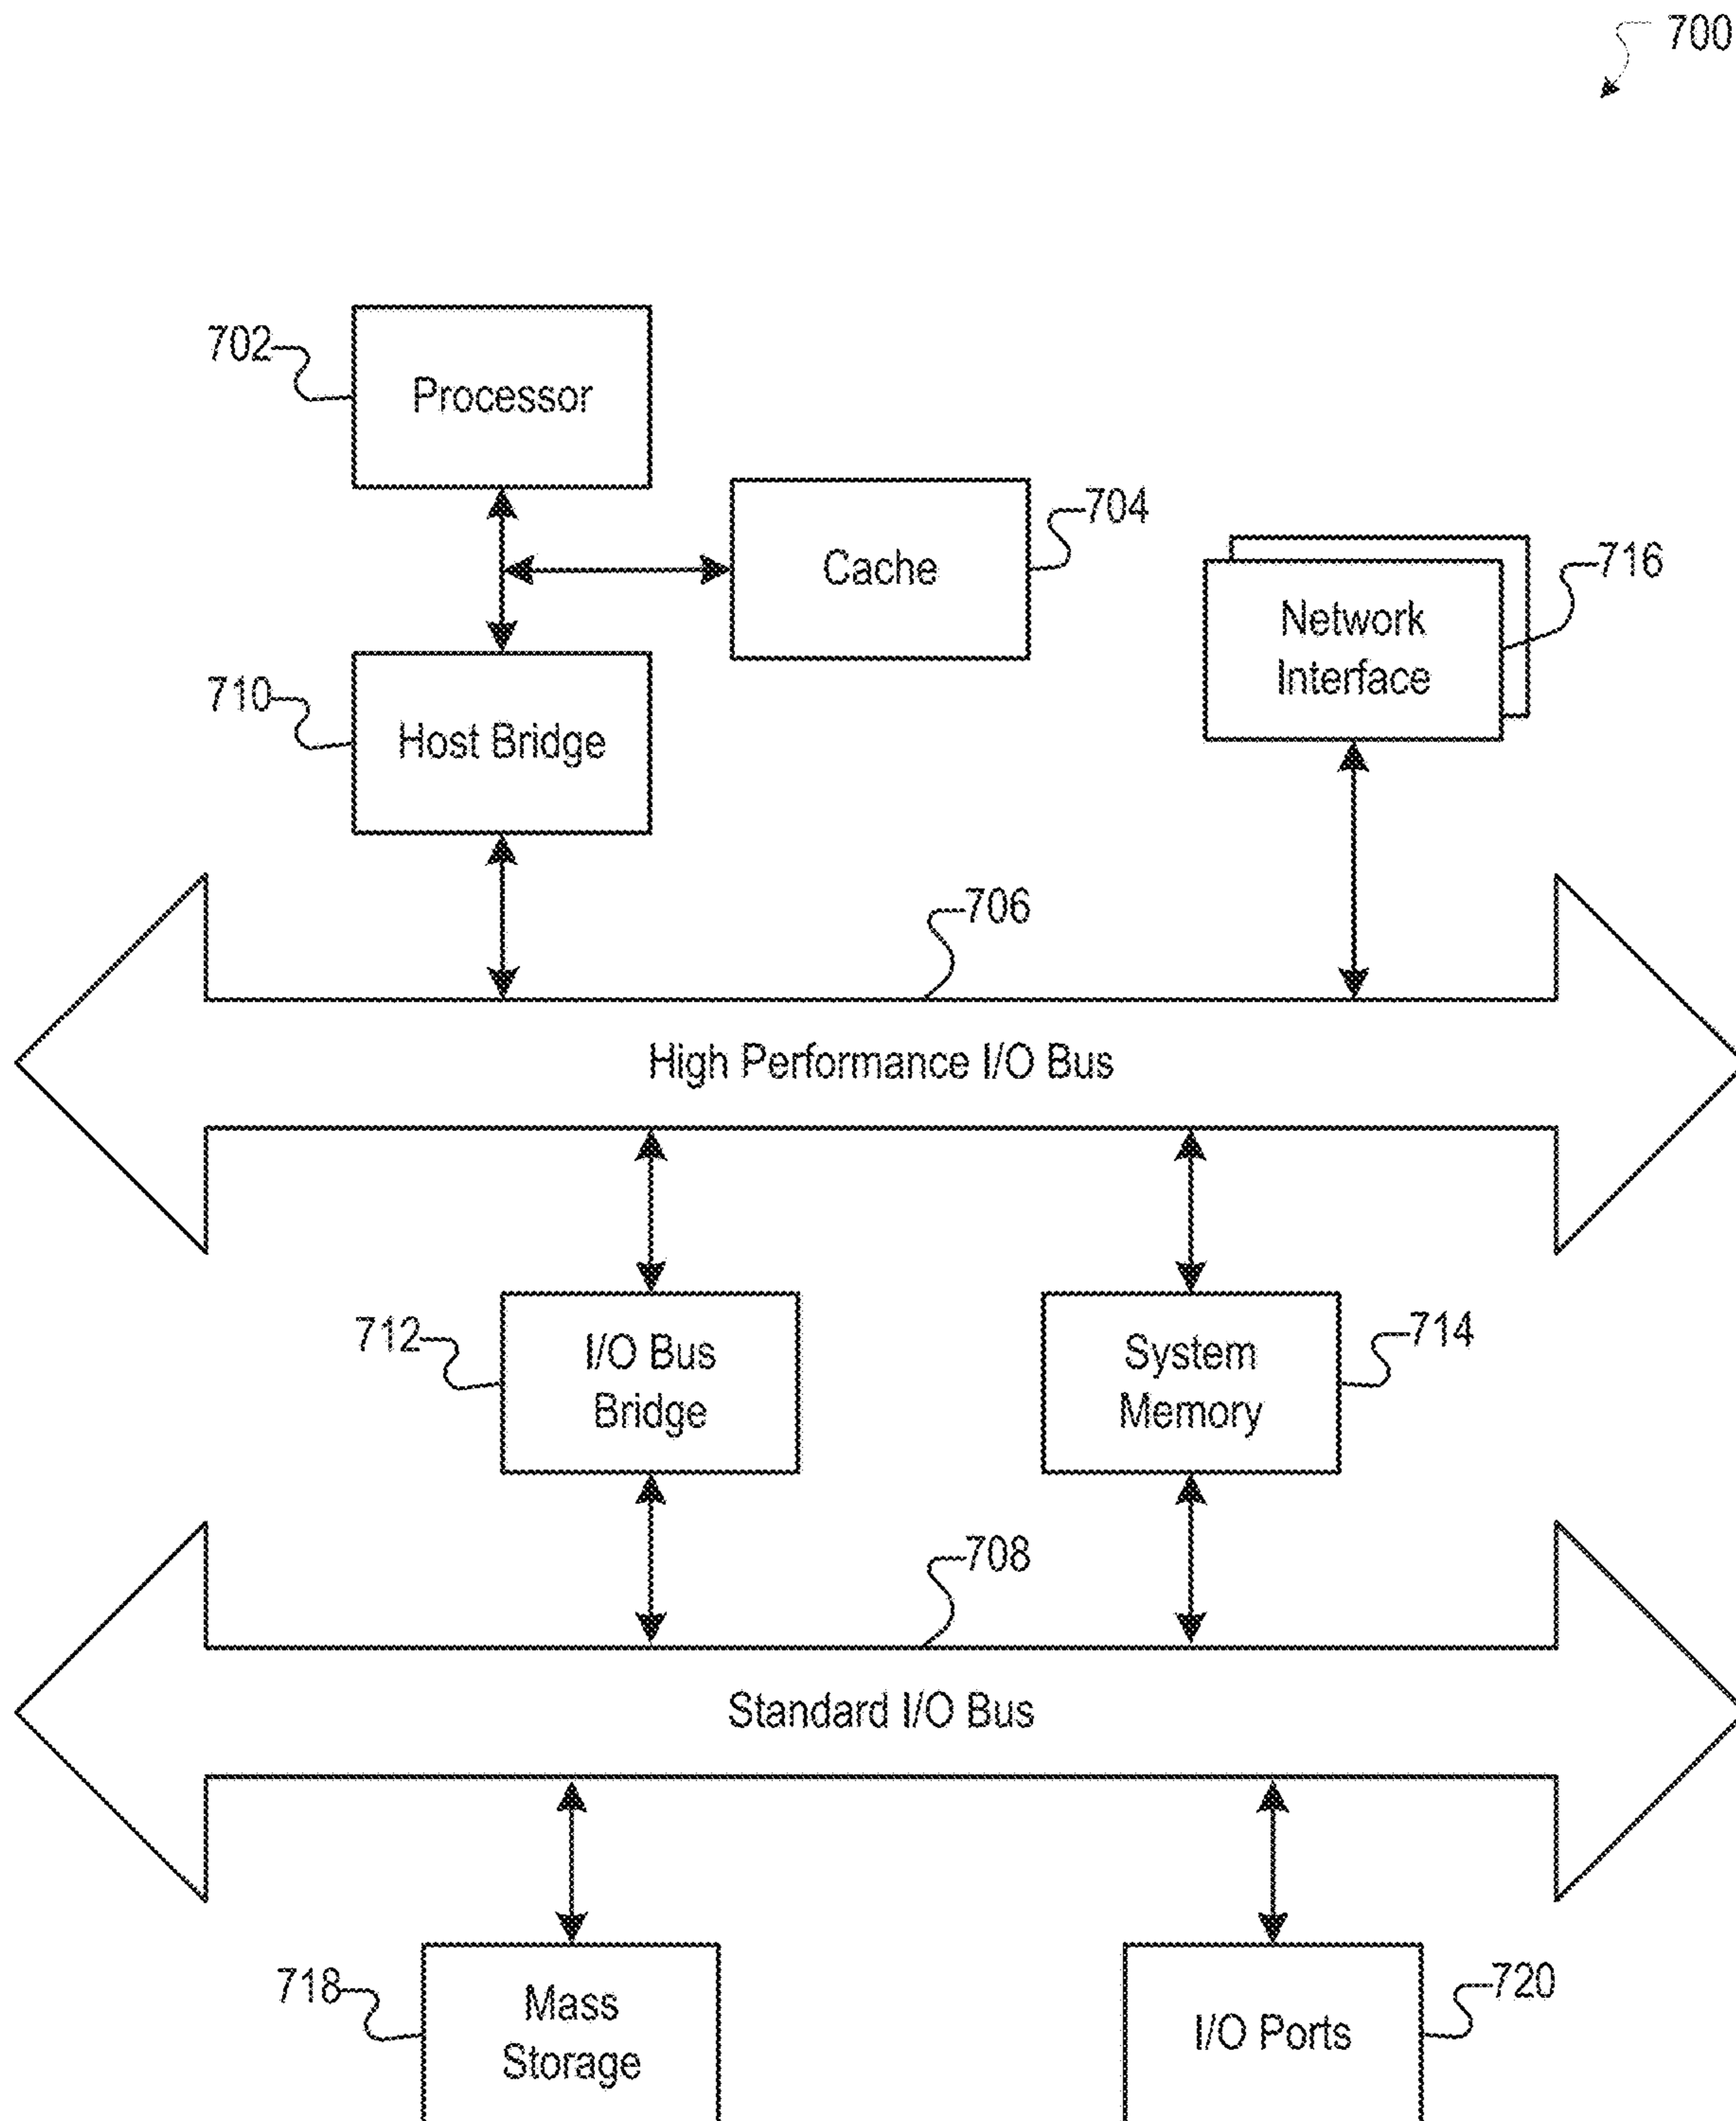 700
702
Processor
704
Cache
716
Network
Interface
710
Host Bridge
706
High Performance I/O Bus
712
I/O Bus
Bridge
System
Memory
714
708
Standard I/O Bus
718
Mass
Storage
I/O Ports
720